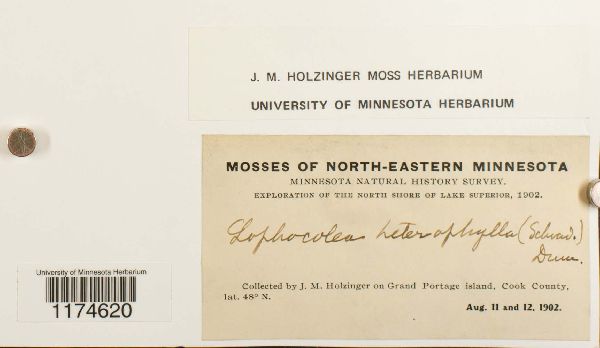 J. M. HOLZINGER MOSS HERBARIUM
UNIVERSITY OF MINNESOTA HERBARIUM
MOSSES OF NORTH-EASTERN MINNESOTA
MINNESOTA NATURAL HISTORY SURVEY.
EXPLORATION OF THE NORTH SHORE OF LAKE SUPERIOR, 1902.
Lophocolea heterophylla (Schrad.)
Dum.
Collected by J. M. Holzinger on Grand Portage island, Cook County,
lat. 48° N.
Aug. 11 and 12, 1902.
University of Minnesota Herbarium
1174620